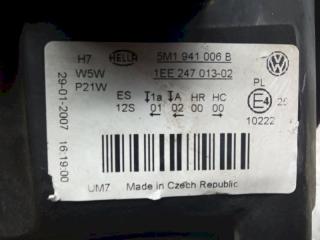 H7 HELLA 5M1 941 006 B
W5W 1EE 247 013-02
P21W
ES 1a A HR HC PL
12S 01 02 00 00 E4
10222
29-01-2007 16:19:00
UM7 Made in Czech Republic